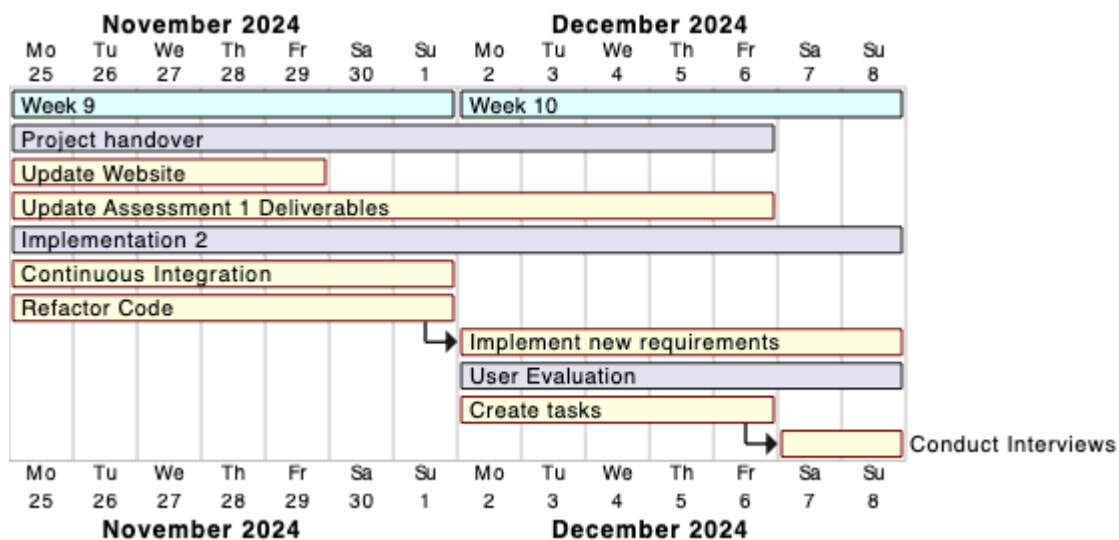 November 2024 December 2024
Mo Tu We Th Fr Sa Su Mo Tu We Th Fr Sa Su
25 26 27 28 29 30 1 2 3 4 5 6 7 8
Week 9 Week 10
Project handover
Update Website
Update Assessment 1 Deliverables
Implementation 2
Continuous Integration
Refactor Code
Implement new requirements
User Evaluation
Create tasks
Conduct Interviews
Mo Tu We Th Fr Sa Su Mo Tu We Th Fr Sa Su
25 26 27 28 29 30 1 2 3 4 5 6 7 8
November 2024 December 2024